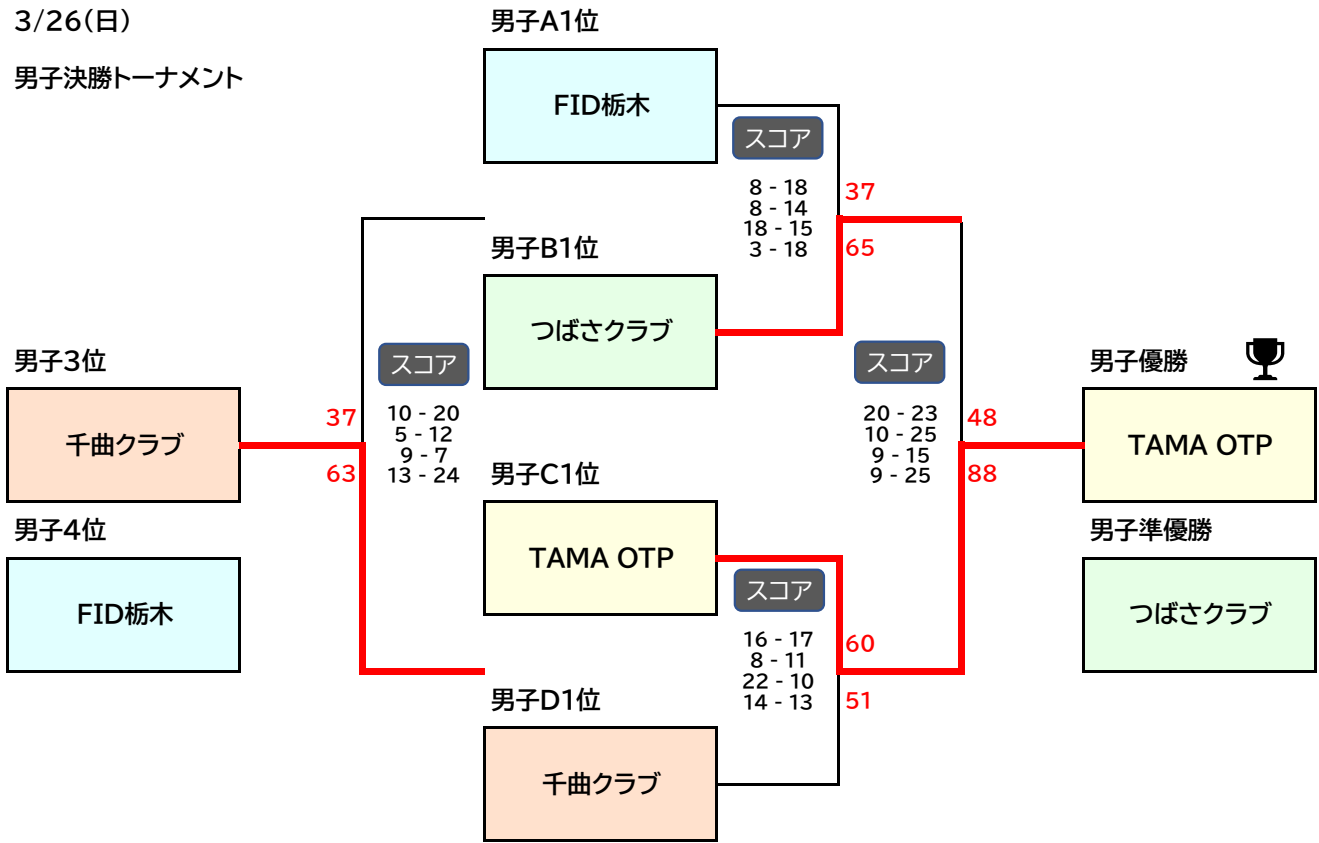 3/26(日)
男子決勝トーナメント
男子A1位
FID栃木
スコア
8 - 18
8 - 14
18 - 15
3 - 18
37
65
男子B1位
つばさクラブ
男子3位
千曲クラブ
男子4位
FID栃木
37
63
スコア
10 - 20
5 - 12
9 - 7
13 - 24
男子C1位
TAMA OTP
スコア
16 - 17
8 - 11
22 - 10
14 - 13
60
51
男子D1位
千曲クラブ
スコア
20 - 23
10 - 25
9 - 15
9 - 25
48
88
男子優勝
TAMA OTP
男子準優勝
つばさクラブ